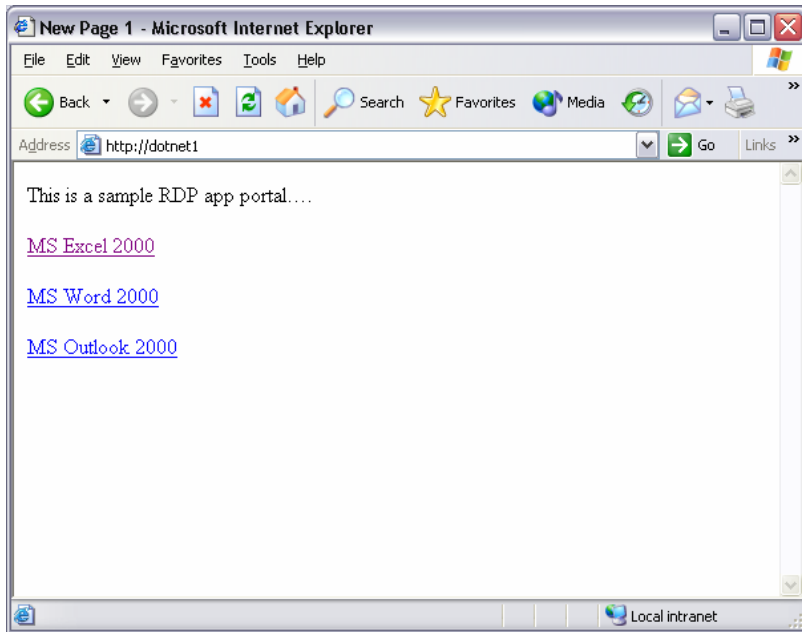 New Page 1 - Microsoft Internet Explorer
File Edit View Favorites Tools Help
Back Search Favorites Media »
Address http://dotnet1 Go Links »
This is a sample RDP app portal....
MS Excel 2000
MS Word 2000
MS Outlook 2000
Local intranet